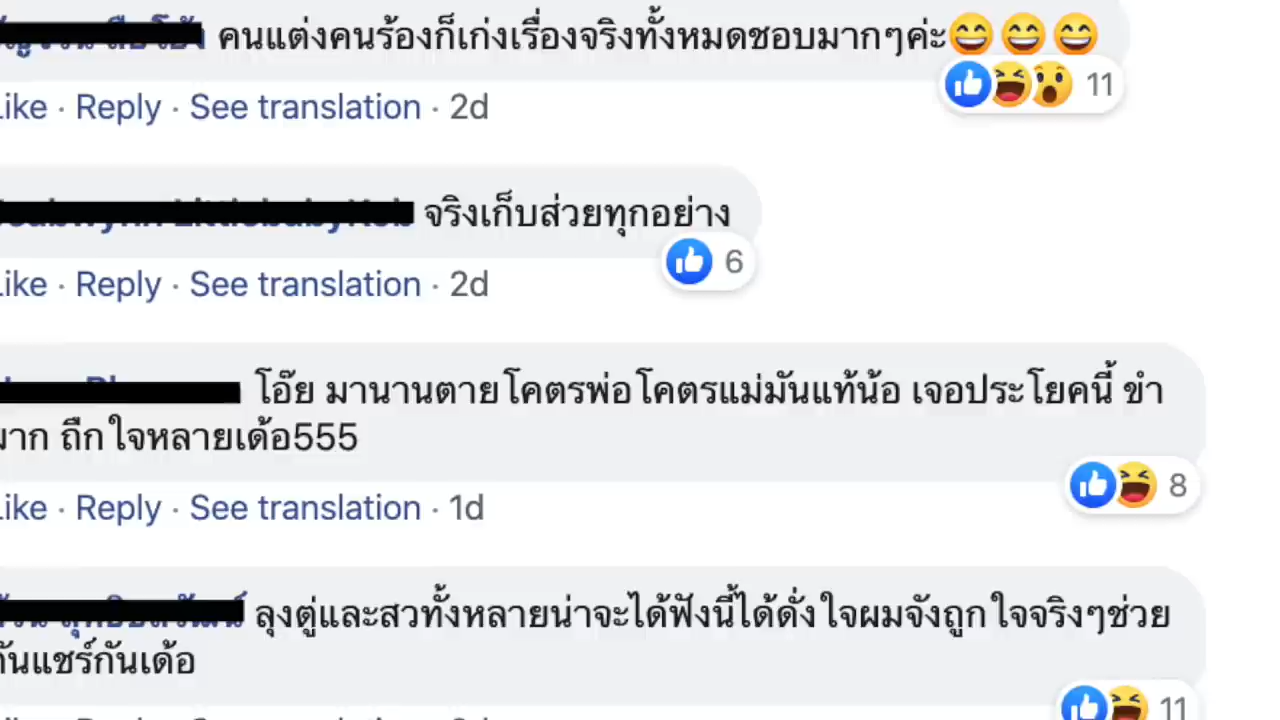 คนแต่งคนร้องก็เก่งเรื่องจริงทั้งหมดชอบมากๆค่ะ😄😄😄
11
Like · Reply · See translation · 2d
จริงเก็บส่วยทุกอย่าง
6
Like · Reply · See translation · 2d
โอ๊ย มานานตายโคตรพ่อโคตรแม่มันแท้น้อ เจอประโยคนี้ ขำ
มาก ถืกใจหลายเด้อ555
8
Like · Reply · See translation · 1d
ลุงตู่และสวทั้งหลายน่าจะได้ฟังนี้ได้ดั่งใจผมจังถูกใจจริงๆช่วย
กันแชร์กันเด้อ
11